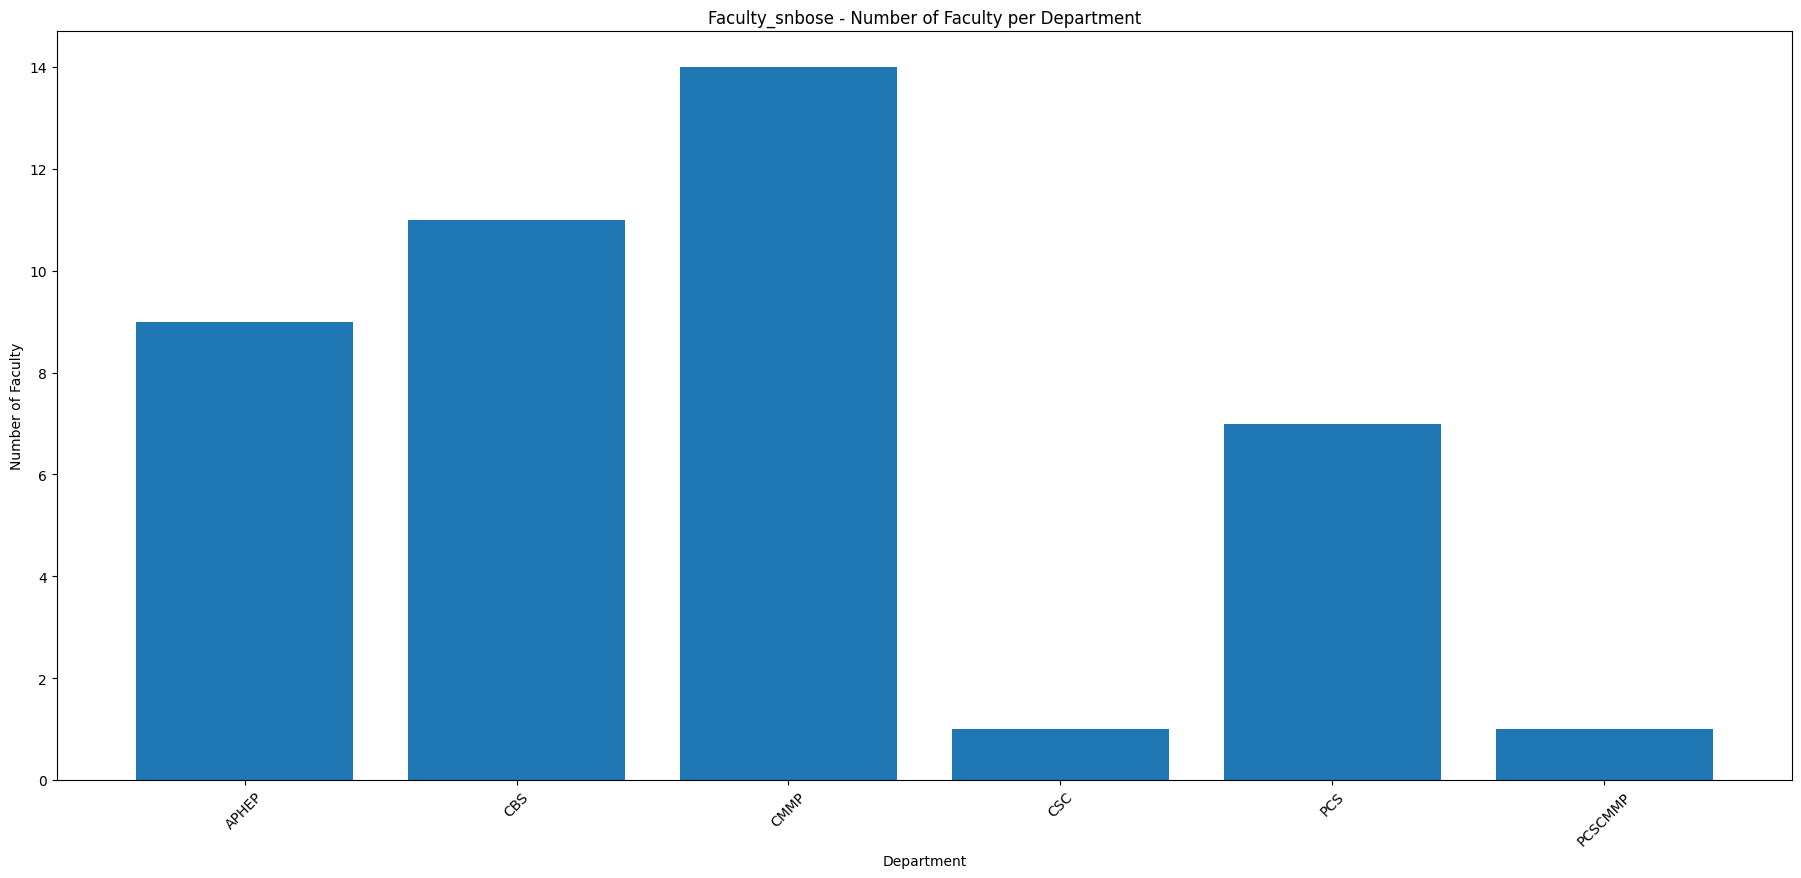 Faculty_snbose - Number of Faculty per Department
Number of Faculty
14
12
10
8
6
4
2
0
APHEP
CBS
CMMP
CSC
PCS
PCSCMMP
Department